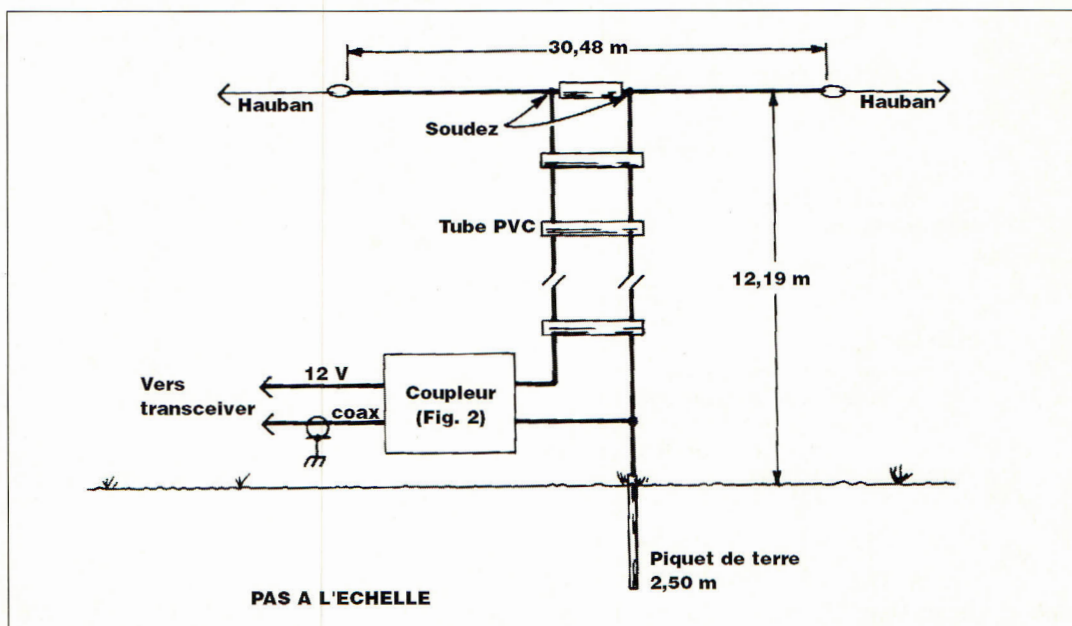 30,48 m
Hauban
Hauban
Soudez
Tube PVC
12,19 m
12 V
Vers
transceiver
coax
Coupleur
(Fig. 2)
Piquet de terre
2,50 m
PAS A L'ECHELLE